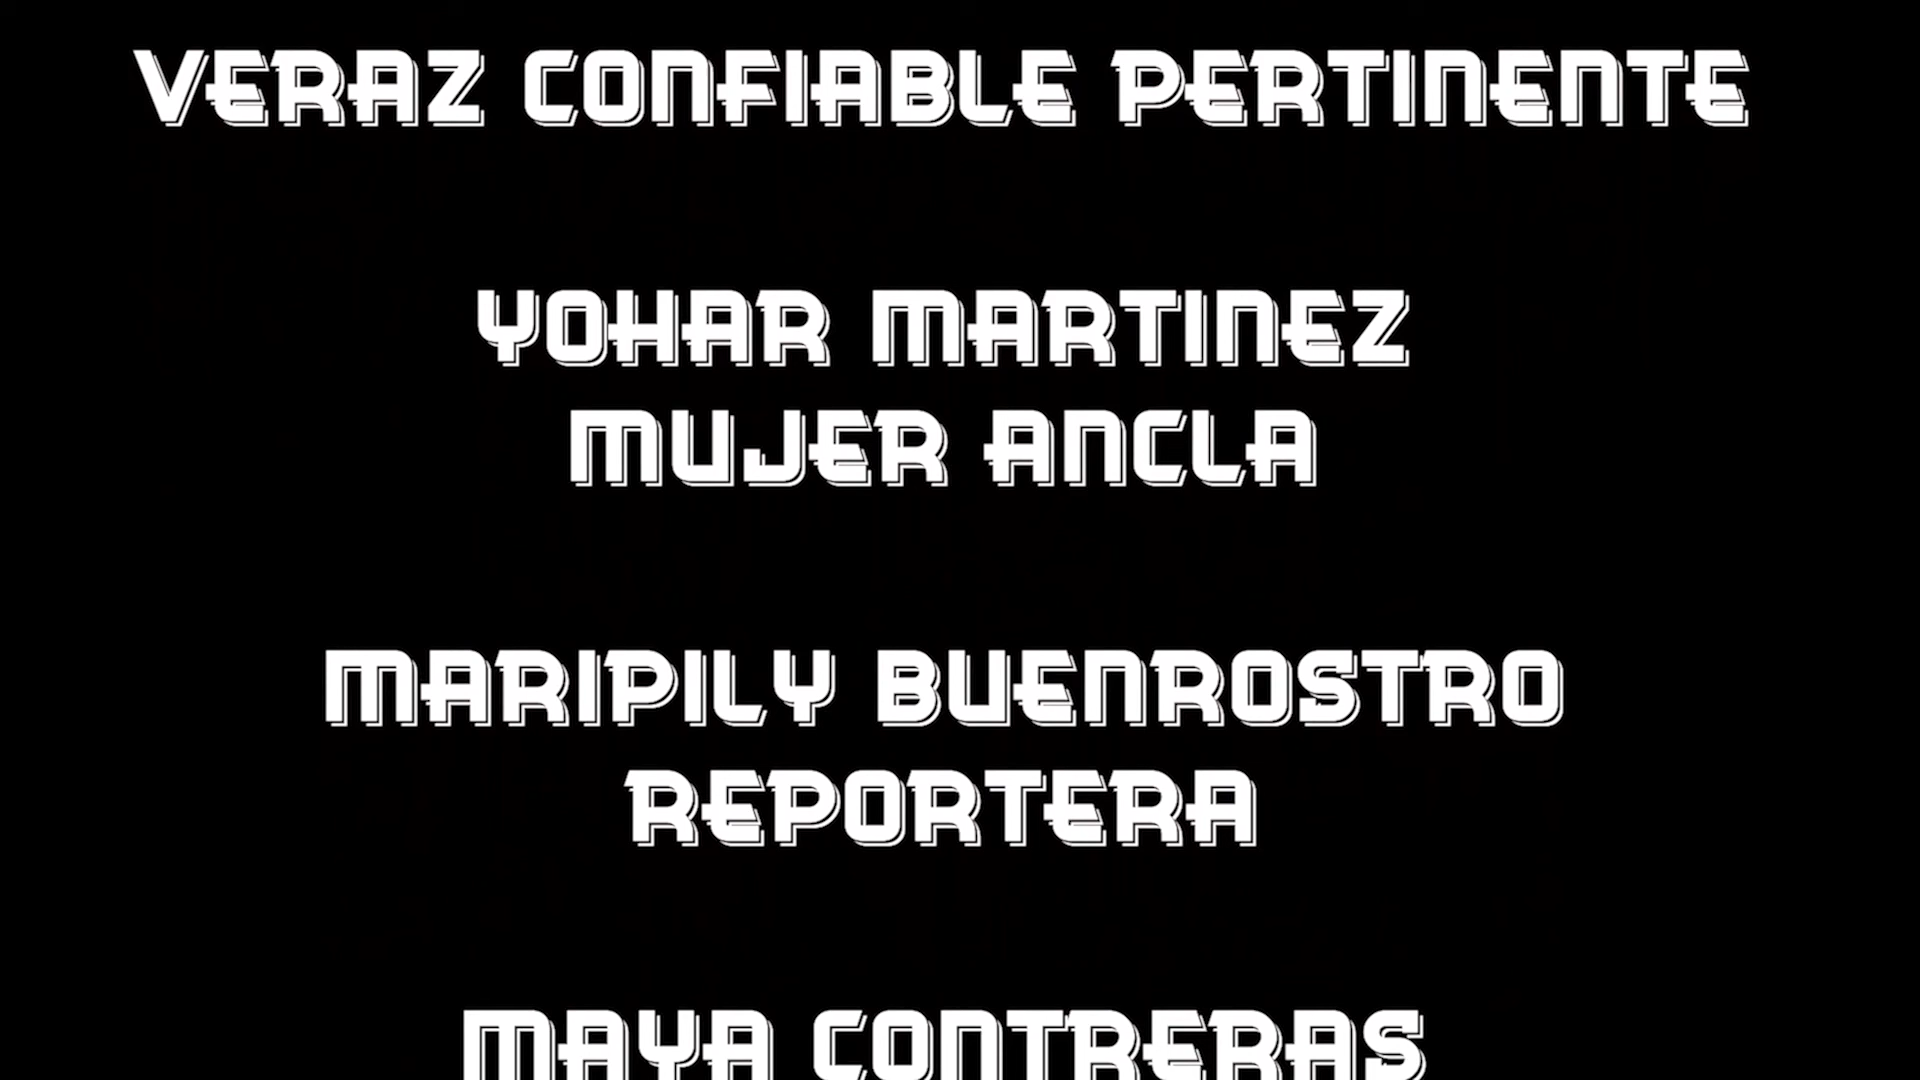 VERAZ CONFIABLE PERTINENTE
YOHAR MARTINEZ
MUJER ANCLA
MARIPILY BUENROSTRO
REPORTERA
MAYA CONTRERAS